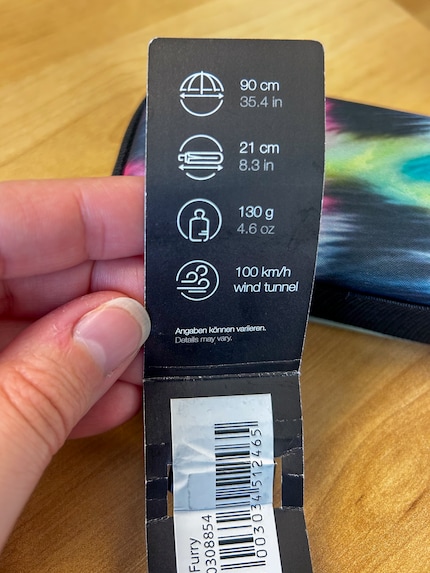 90 cm
35.4 in
21 cm
8.3 in
130 g
4.6 oz
100 km/h
wind tunnel
Angaben können variieren.
Details may vary.
Furry
0308854
003034512465